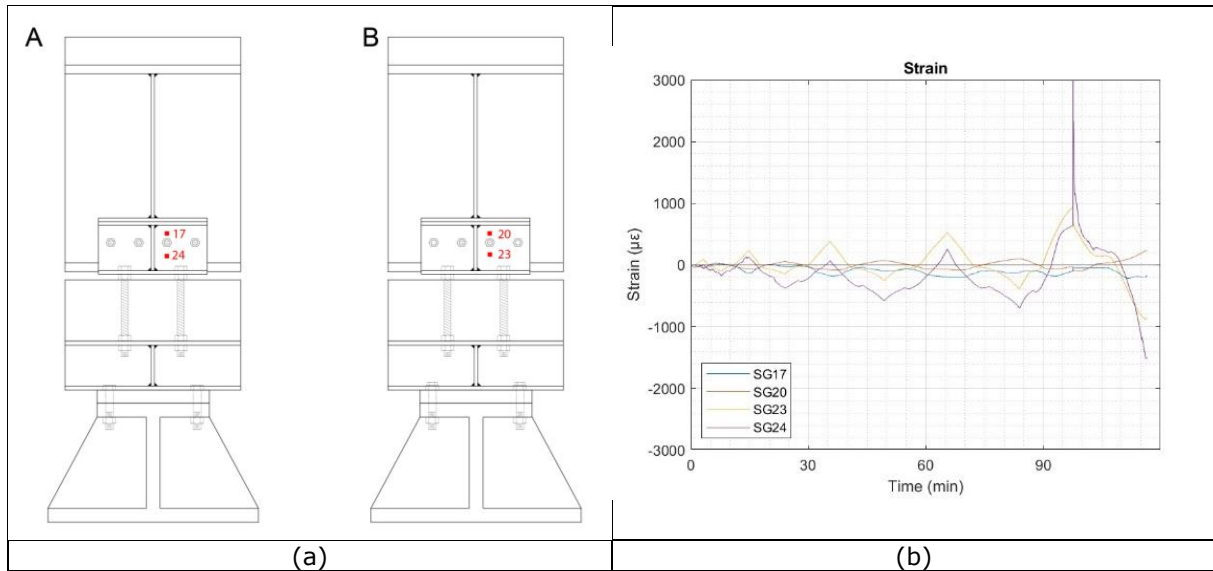 A
B
17
24
20
23
Strain
3000
2000
1000
0
-1000
-2000
-3000
Strain (µε)
SG17
SG20
SG23
SG24
0 30 60 90
Time (min)
(a)
(b)